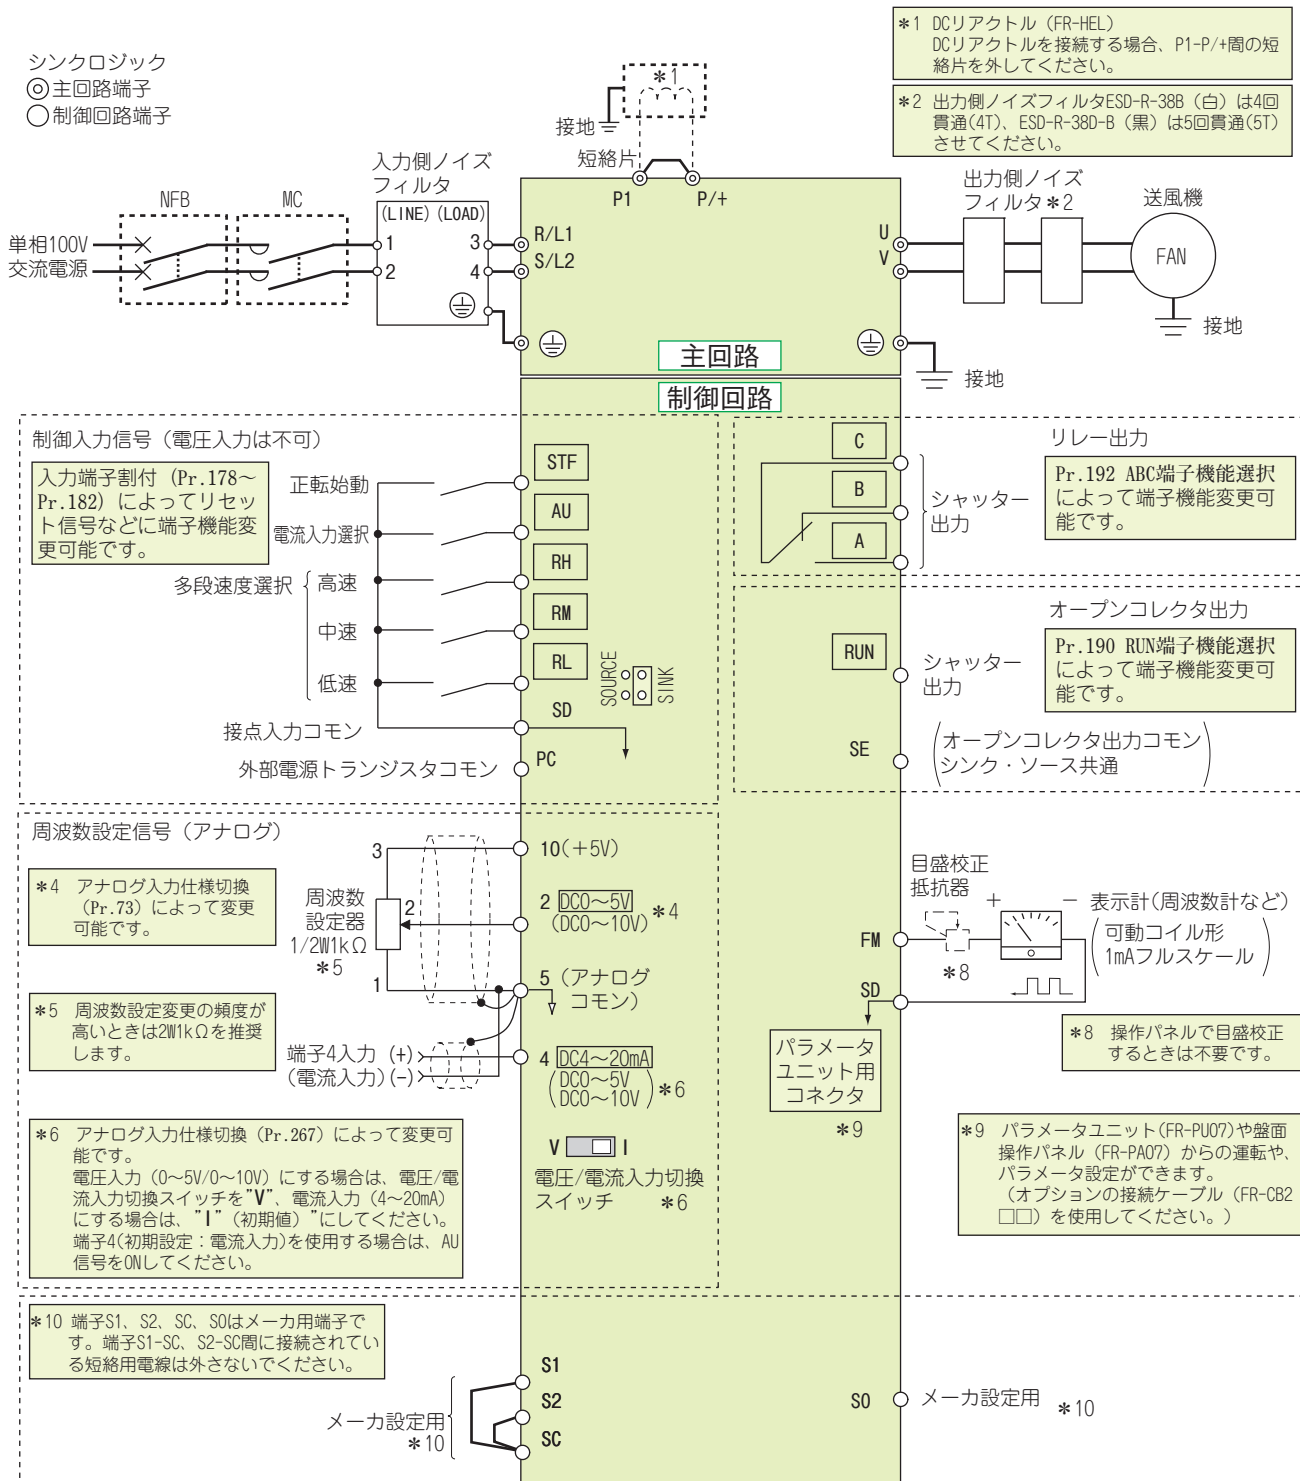 シンクロジック
◎主回路端子
○制御回路端子
*1 DCリアクトル（FR-HEL）
DCリアクトルを接続する場合、P1-P/+間の短
絡片を外してください。
*2 出力側ノイズフィルタESD-R-38B（白）は4回
貫通(4T)、ESD-R-38D-B（黒）は5回貫通(5T)
させてください。
*1
接地
短絡片
P1
P/+
入力側ノイズ
フィルタ
(LINE)(LOAD)
NFB
MC
単相100V
交流電源
1
2
3
4
R/L1
S/L2
U
V
出力側ノイズ
フィルタ*2
送風機
FAN
接地
接地
主回路
制御回路
制御入力信号（電圧入力は不可）
入力端子割付（Pr.178～
Pr.182）によってリセッ
ト信号などに端子機能変
更可能です。
正転始動
電流入力選択
多段速度選択
高速
中速
低速
接点入力コモン
外部電源トランジスタコモン
STF
AU
RH
RM
RL
SD
PC
SOURCE
SINK
C
B
A
シャッター
出力
リレー出力
Pr.192 ABC端子機能選択
によって端子機能変更可
能です。
オープンコレクタ出力
Pr.190 RUN端子機能選択
によって端子機能変更可
能です。
RUN
シャッター
出力
SE
オープンコレクタ出力コモン
シンク・ソース共通
周波数設定信号（アナログ）
*4 アナログ入力仕様切換
（Pr.73）によって変更
可能です。
周波数
設定器
1/2W1kΩ
*5
3
2
1
10(＋5V)
2 DC0～5V
(DC0～10V)
*4
5（アナログ
コモン）
*5 周波数設定変更の頻度が
高いときは2W1kΩを推奨
します。
端子4入力 (+)
(電流入力)(-)
4 DC4～20mA
(DC0～5V
DC0～10V)
*6
V
I
電圧/電流入力切換
スイッチ *6
*6 アナログ入力仕様切換（Pr.267）によって変更可
能です。
電圧入力（0～5V/0～10V）にする場合は、電圧/電
流入力切換スイッチを"V"、電流入力（4～20mA）
にする場合は、"I"（初期値）"にしてください。
端子4(初期設定：電流入力)を使用する場合は、AU
信号をONしてください。
目盛校正
抵抗器
+
−
表示計(周波数計など)
可動コイル形
1mAフルスケール
FM
*8
SD
*8 操作パネルで目盛校正
するときは不要です。
パラメータ
ユニット用
コネクタ
*9
*9 パラメータユニット(FR-PU07)や盤面
操作パネル（FR-PA07）からの運転や、
パラメータ設定ができます。
（オプションの接続ケーブル（FR-CB2
□□）を使用してください。）
*10 端子S1、S2、SC、SOはメーカ用端子で
す。端子S1-SC、S2-SC間に接続されてい
る短絡用電線は外さないでください。
メーカ設定用
*10
S1
S2
SC
SO
メーカ設定用 *10